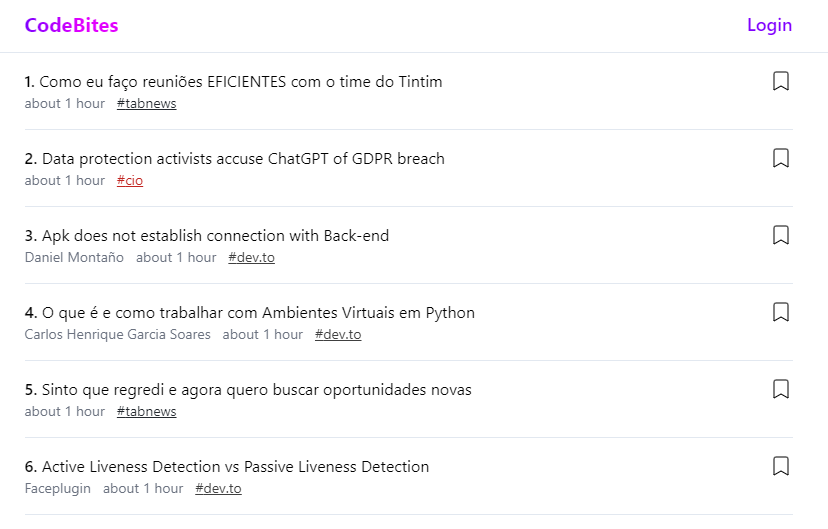 CodeBites Login
1. Como eu faço reuniões EFICIENTES com o time do Tintim
about 1 hour #tabnews
2. Data protection activists accuse ChatGPT of GDPR breach
about 1 hour #cio
3. Apk does not establish connection with Back-end
Daniel Montaño about 1 hour #dev.to
4. O que é e como trabalhar com Ambientes Virtuais em Python
Carlos Henrique Garcia Soares about 1 hour #dev.to
5. Sinto que regredi e agora quero buscar oportunidades novas
about 1 hour #tabnews
6. Active Liveness Detection vs Passive Liveness Detection
Faceplugin about 1 hour #dev.to